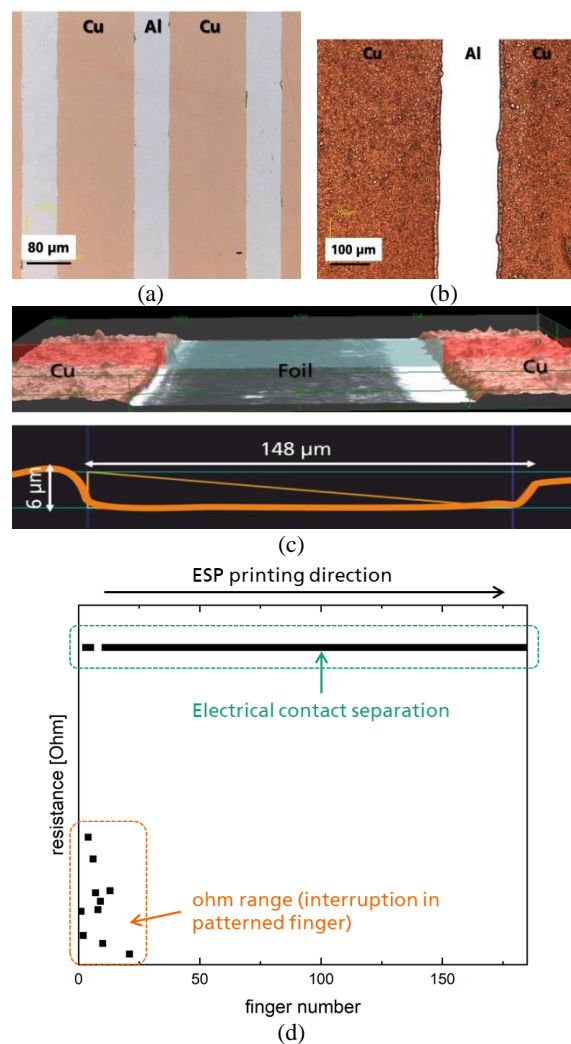 Cu Al Cu
80 µm
(a)
Cu Al Cu
100 µm
(b)
Cu Foil Cu
148 µm
6 µm
(c)
ESP printing direction
Electrical contact separation
resistance [Ohm]
ohm range (interruption in
patterned finger)
0 50 100 150
finger number
(d)